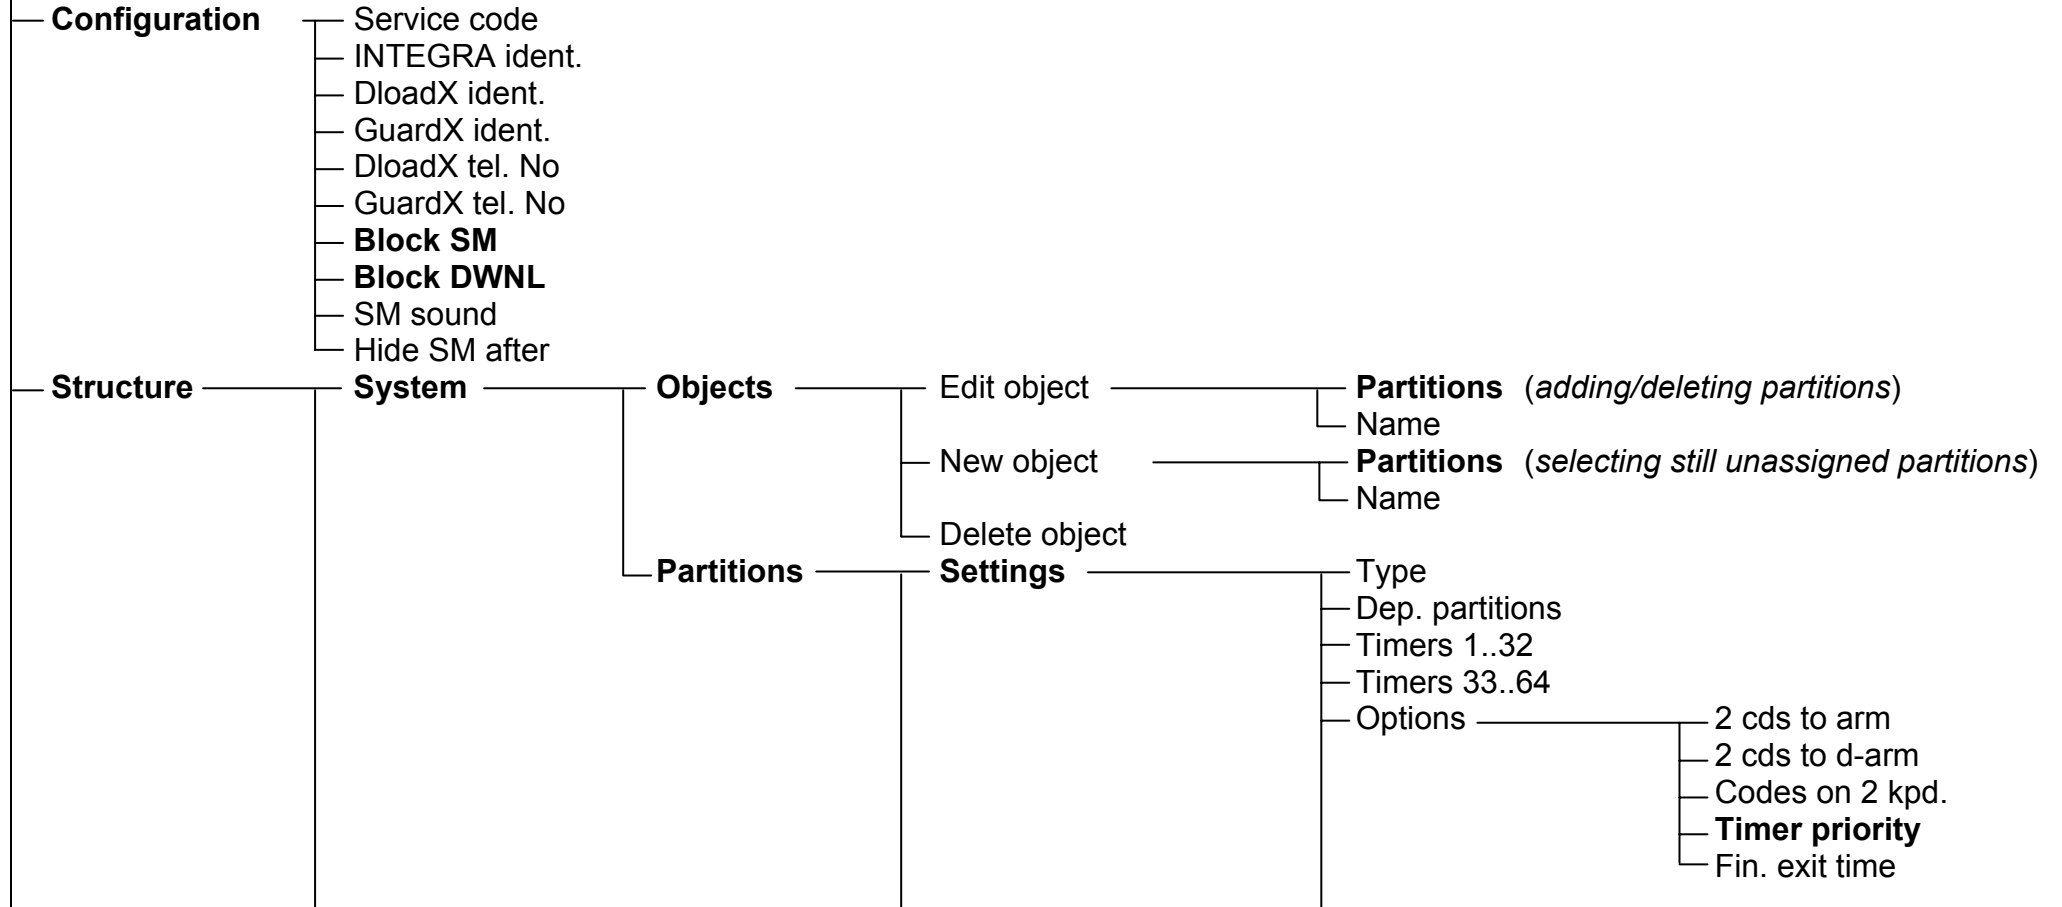 Configuration Service code
INTEGRA ident.
DloadX ident.
GuardX ident.
DloadX tel. No
GuardX tel. No
Block SM
Block DWNL
SM sound
Hide SM after
Structure System Objects Edit object Partitions (adding/deleting partitions)
Name
New object Partitions (selecting still unassigned partitions)
Name
Delete object
Partitions Settings Type
Dep. partitions
Timers 1..32
Timers 33..64
Options 2 cds to arm
2 cds to d-arm
Codes on 2 kpd.
Timer priority
Fin. exit time